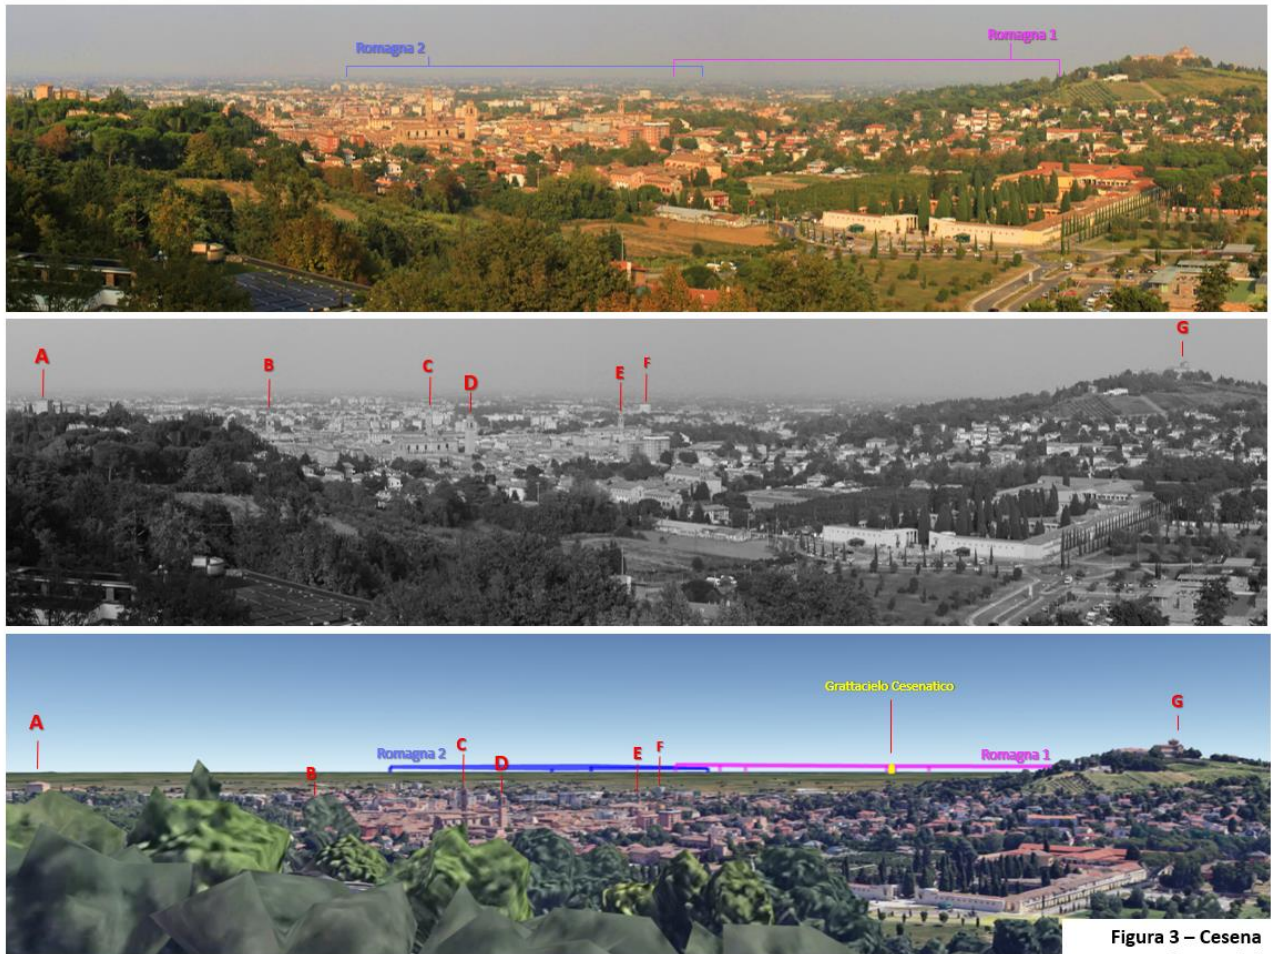 Romagna 2
Romagna 1
A
B
C
D
E
F
G
Grattacielo Cesenatico
A
B
Romagna 2
C
D
E
F
Romagna 1
G
Figura 3 – Cesena